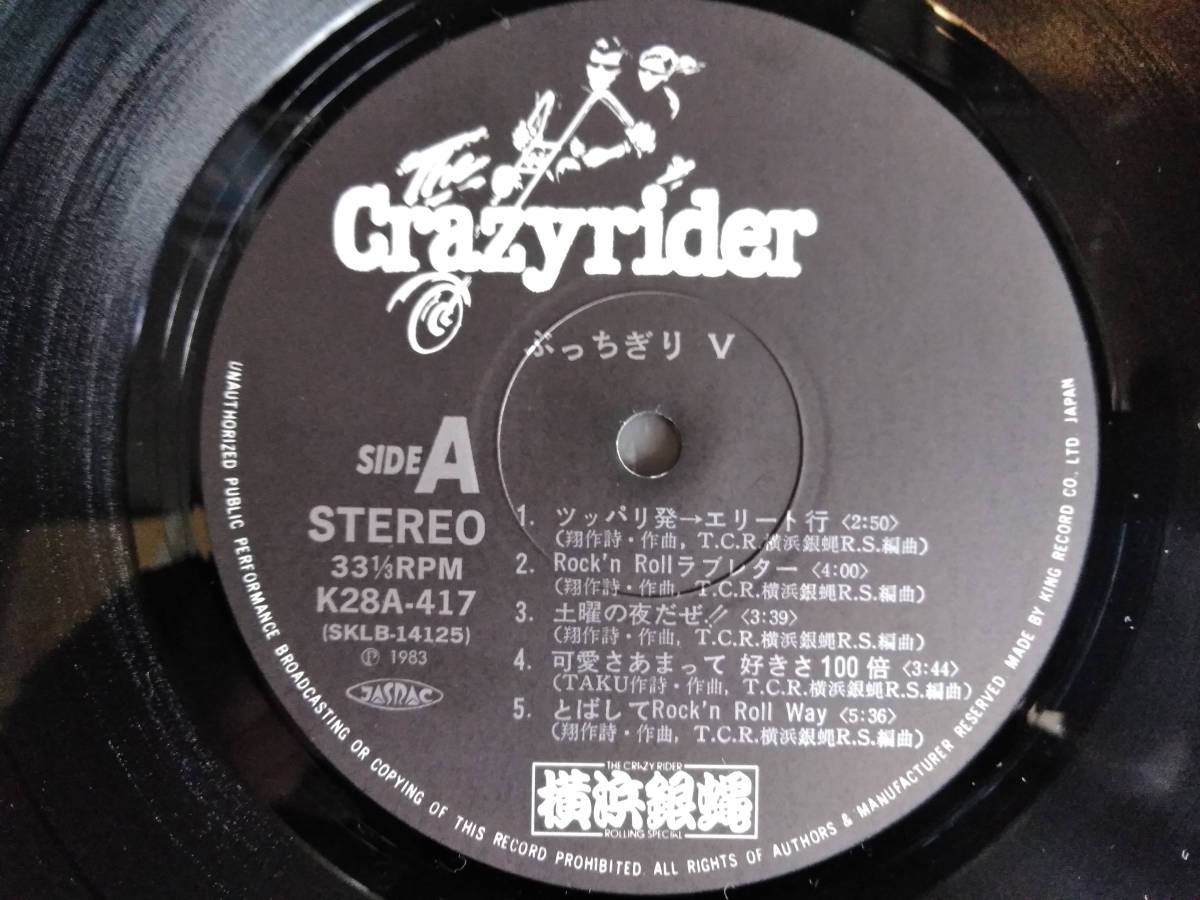 The
Crazyrider
ぶっちぎり V
SIDE A
STEREO
33⅓RPM
K28A-417
(SKLB-14125)
Ⓟ 1983
JASRAC
1. ツッパリ発→エリート行 〈2:50〉
(翔作詩・作曲, T.C.R.横浜銀蝿R.S.編曲)
2. Rock'n Rollラブレター 〈4:00〉
(翔作詩・作曲, T.C.R.横浜銀蝿R.S.編曲)
3. 土曜の夜だぜ!! 〈3:39〉
(翔作詩・作曲, T.C.R.横浜銀蝿R.S.編曲)
4. 可愛さあまって 好きさ100倍 〈3:44〉
(TAKU作詩・作曲, T.C.R.横浜銀蝿R.S.編曲)
5. とばしてRock'n Roll Way 〈5:36〉
(翔作詩・作曲, T.C.R.横浜銀蝿R.S.編曲)
THE CRAZY RIDER
横浜銀蝿
ROLLING SPECIAL
UNAUTHORIZED PUBLIC PERFORMANCE BROADCASTING OR COPYING OF THIS RECORD PROHIBITED. ALL RIGHTS OF AUTHORS & MANUFACTURER RESERVED MADE BY KING RECORD CO. LTD JAPAN